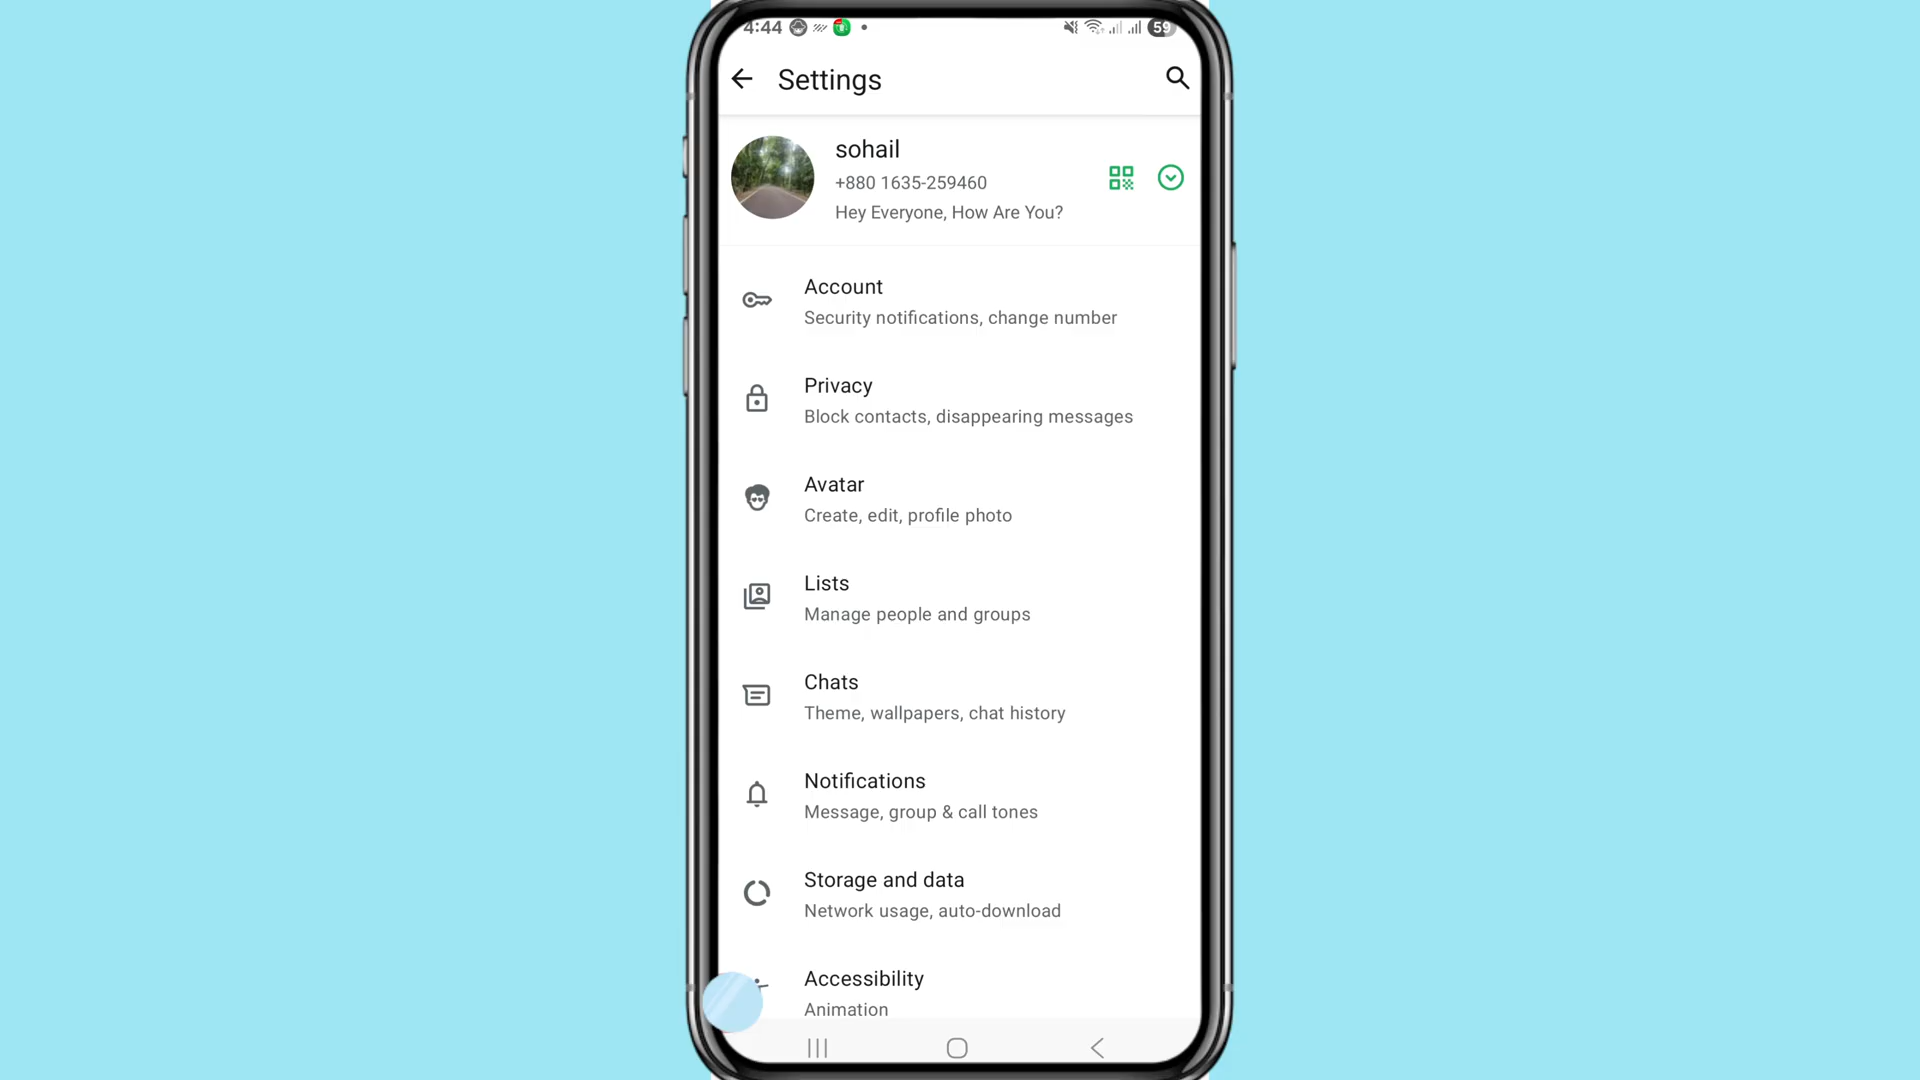 4:44
59
Settings
sohail
+880 1635-259460
Hey Everyone, How Are You?
Account
Security notifications, change number
Privacy
Block contacts, disappearing messages
Avatar
Create, edit, profile photo
Lists
Manage people and groups
Chats
Theme, wallpapers, chat history
Notifications
Message, group & call tones
Storage and data
Network usage, auto-download
Accessibility
Animation